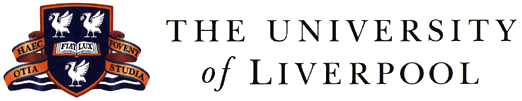 HAEC
OTIA
FIAT LUX
FOVENT
STUDIA
THE UNIVERSITY
of LIVERPOOL